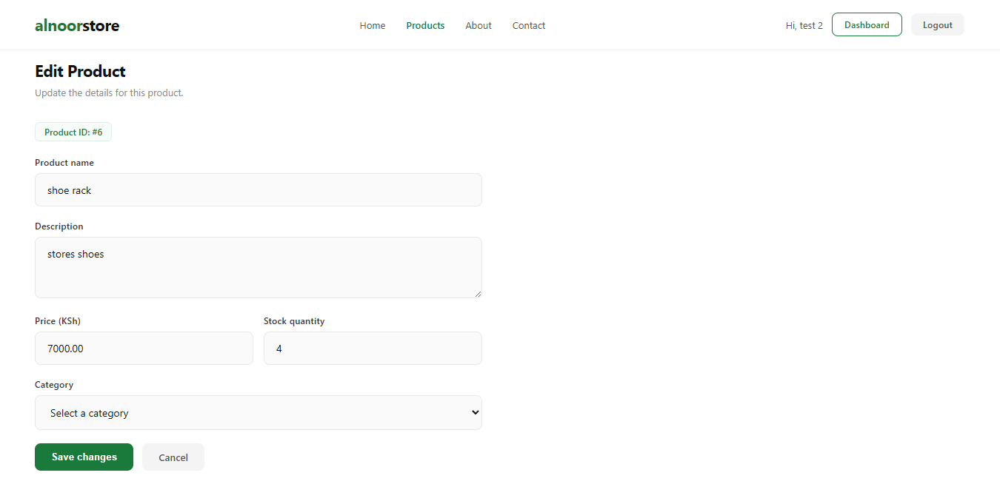 alnoorstore Home Products About Contact Hi, test 2 Dashboard Logout
Edit Product
Update the details for this product.
Product ID: #6
Product name
shoe rack
Description
stores shoes
Price (KSh) Stock quantity
7000.00 4
Category
Select a category
Save changes Cancel